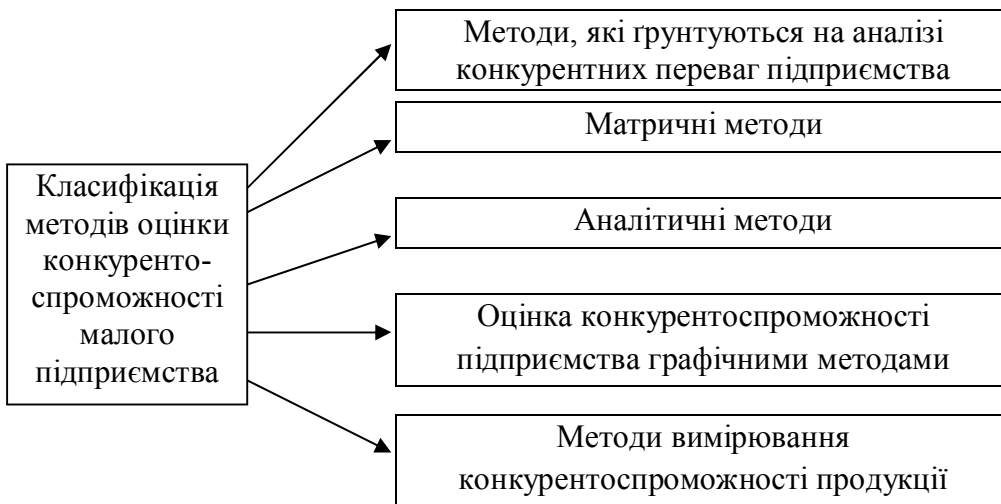 Класифікація
методів оцінки
конкуренто-
спроможності
малого
підприємства
Методи, які ґрунтуються на аналізі
конкурентних переваг підприємства
Матричні методи
Аналітичні методи
Оцінка конкурентоспроможності
підприємства графічними методами
Методи вимірювання
конкурентоспроможності продукції